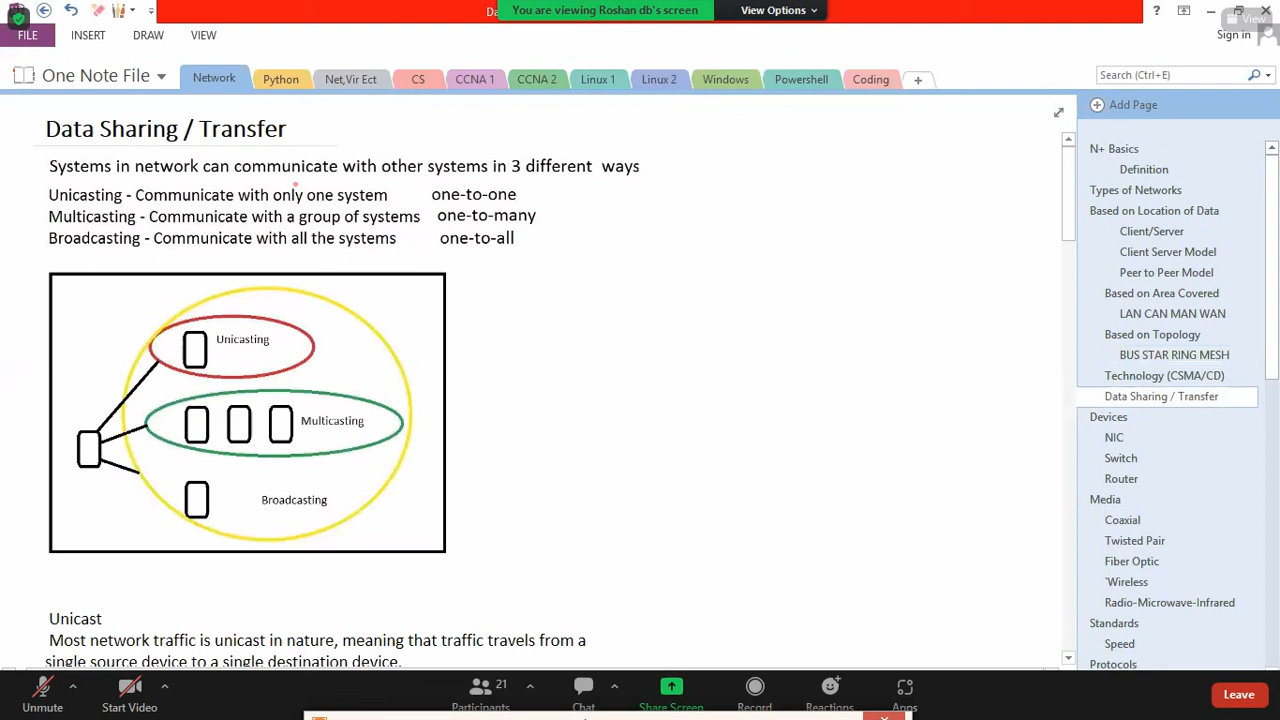 Da
You are viewing Roshan db's screen
View Options
View
Sign in
FILE
INSERT
DRAW
VIEW
One Note File
Network
Python
Net,Vir Ect
CS
CCNA 1
CCNA 2
Linux 1
Linux 2
Windows
Powershell
Coding
Search (Ctrl+E)
Data Sharing / Transfer
Systems in network can communicate with other systems in 3 different ways
Unicasting - Communicate with only one system one-to-one
Multicasting - Communicate with a group of systems one-to-many
Broadcasting - Communicate with all the systems one-to-all
Unicasting
Multicasting
Broadcasting
Unicast
Most network traffic is unicast in nature, meaning that traffic travels from a
single source device to a single destination device.
Add Page
N+ Basics
Definition
Types of Networks
Based on Location of Data
Client/Server
Client Server Model
Peer to Peer Model
Based on Area Covered
LAN CAN MAN WAN
Based on Topology
BUS STAR RING MESH
Technology (CSMA/CD)
Data Sharing / Transfer
Devices
NIC
Switch
Router
Media
Coaxial
Twisted Pair
Fiber Optic
`Wireless
Radio-Microwave-Infrared
Standards
Speed
Protocols
Unmute
Start Video
21
Participants
Chat
Share Screen
Record
Reactions
Apps
Leave